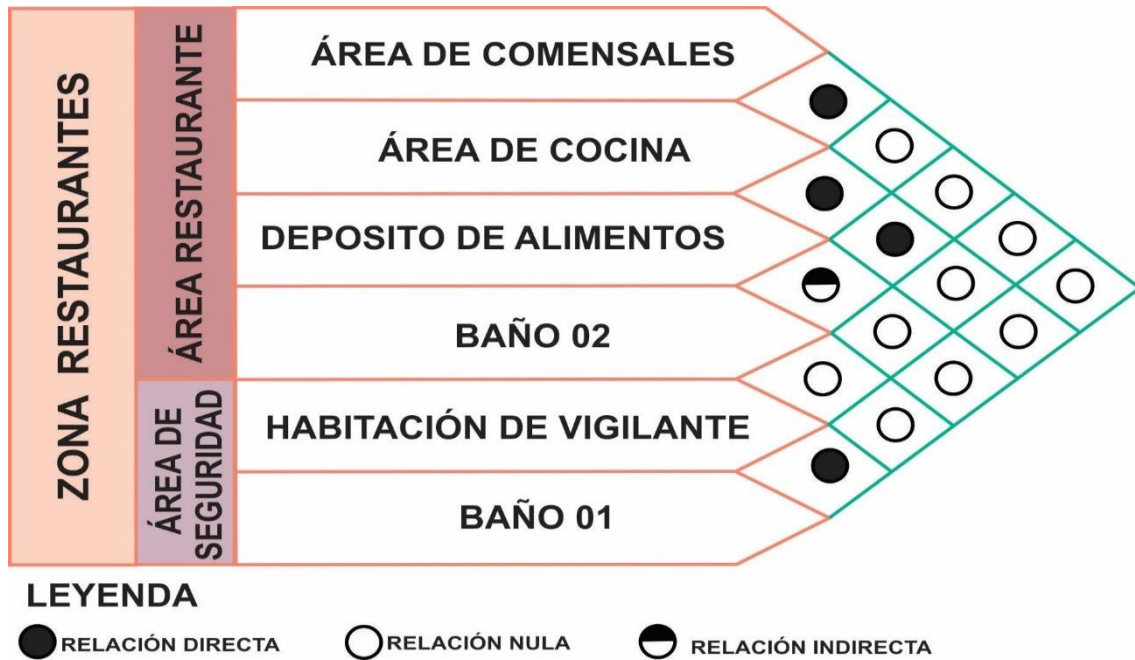 ZONA RESTAURANTES
ÁREA RESTAURANTE
ÁREA DE COMENSALES
ÁREA DE COCINA
DEPOSITO DE ALIMENTOS
BAÑO 02
ÁREA DE
SEGURIDAD
HABITACIÓN DE VIGILANTE
BAÑO 01
LEYENDA
RELACIÓN DIRECTA
RELACIÓN NULA
RELACIÓN INDIRECTA